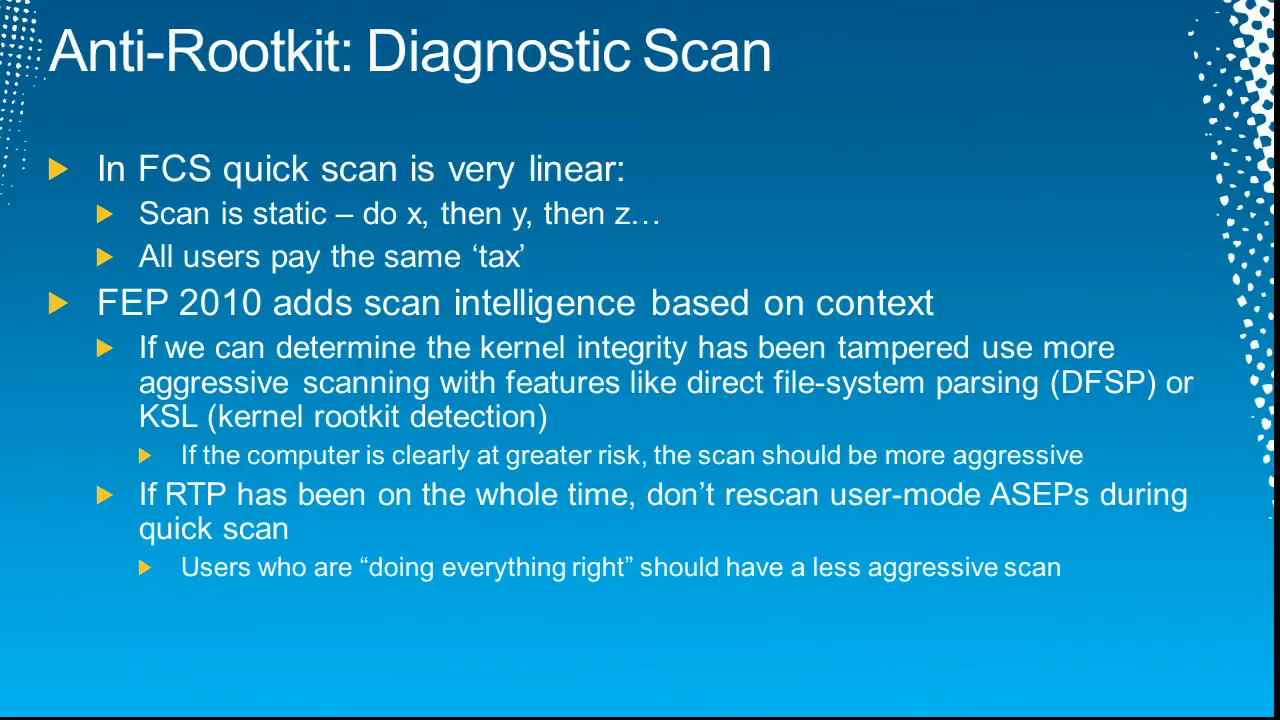 Anti-Rootkit: Diagnostic Scan
In FCS quick scan is very linear:
Scan is static – do x, then y, then z…
All users pay the same ‘tax’
FEP 2010 adds scan intelligence based on context
If we can determine the kernel integrity has been tampered use more
aggressive scanning with features like direct file-system parsing (DFSP) or
KSL (kernel rootkit detection)
If the computer is clearly at greater risk, the scan should be more aggressive
If RTP has been on the whole time, don’t rescan user-mode ASEPs during
quick scan
Users who are “doing everything right” should have a less aggressive scan